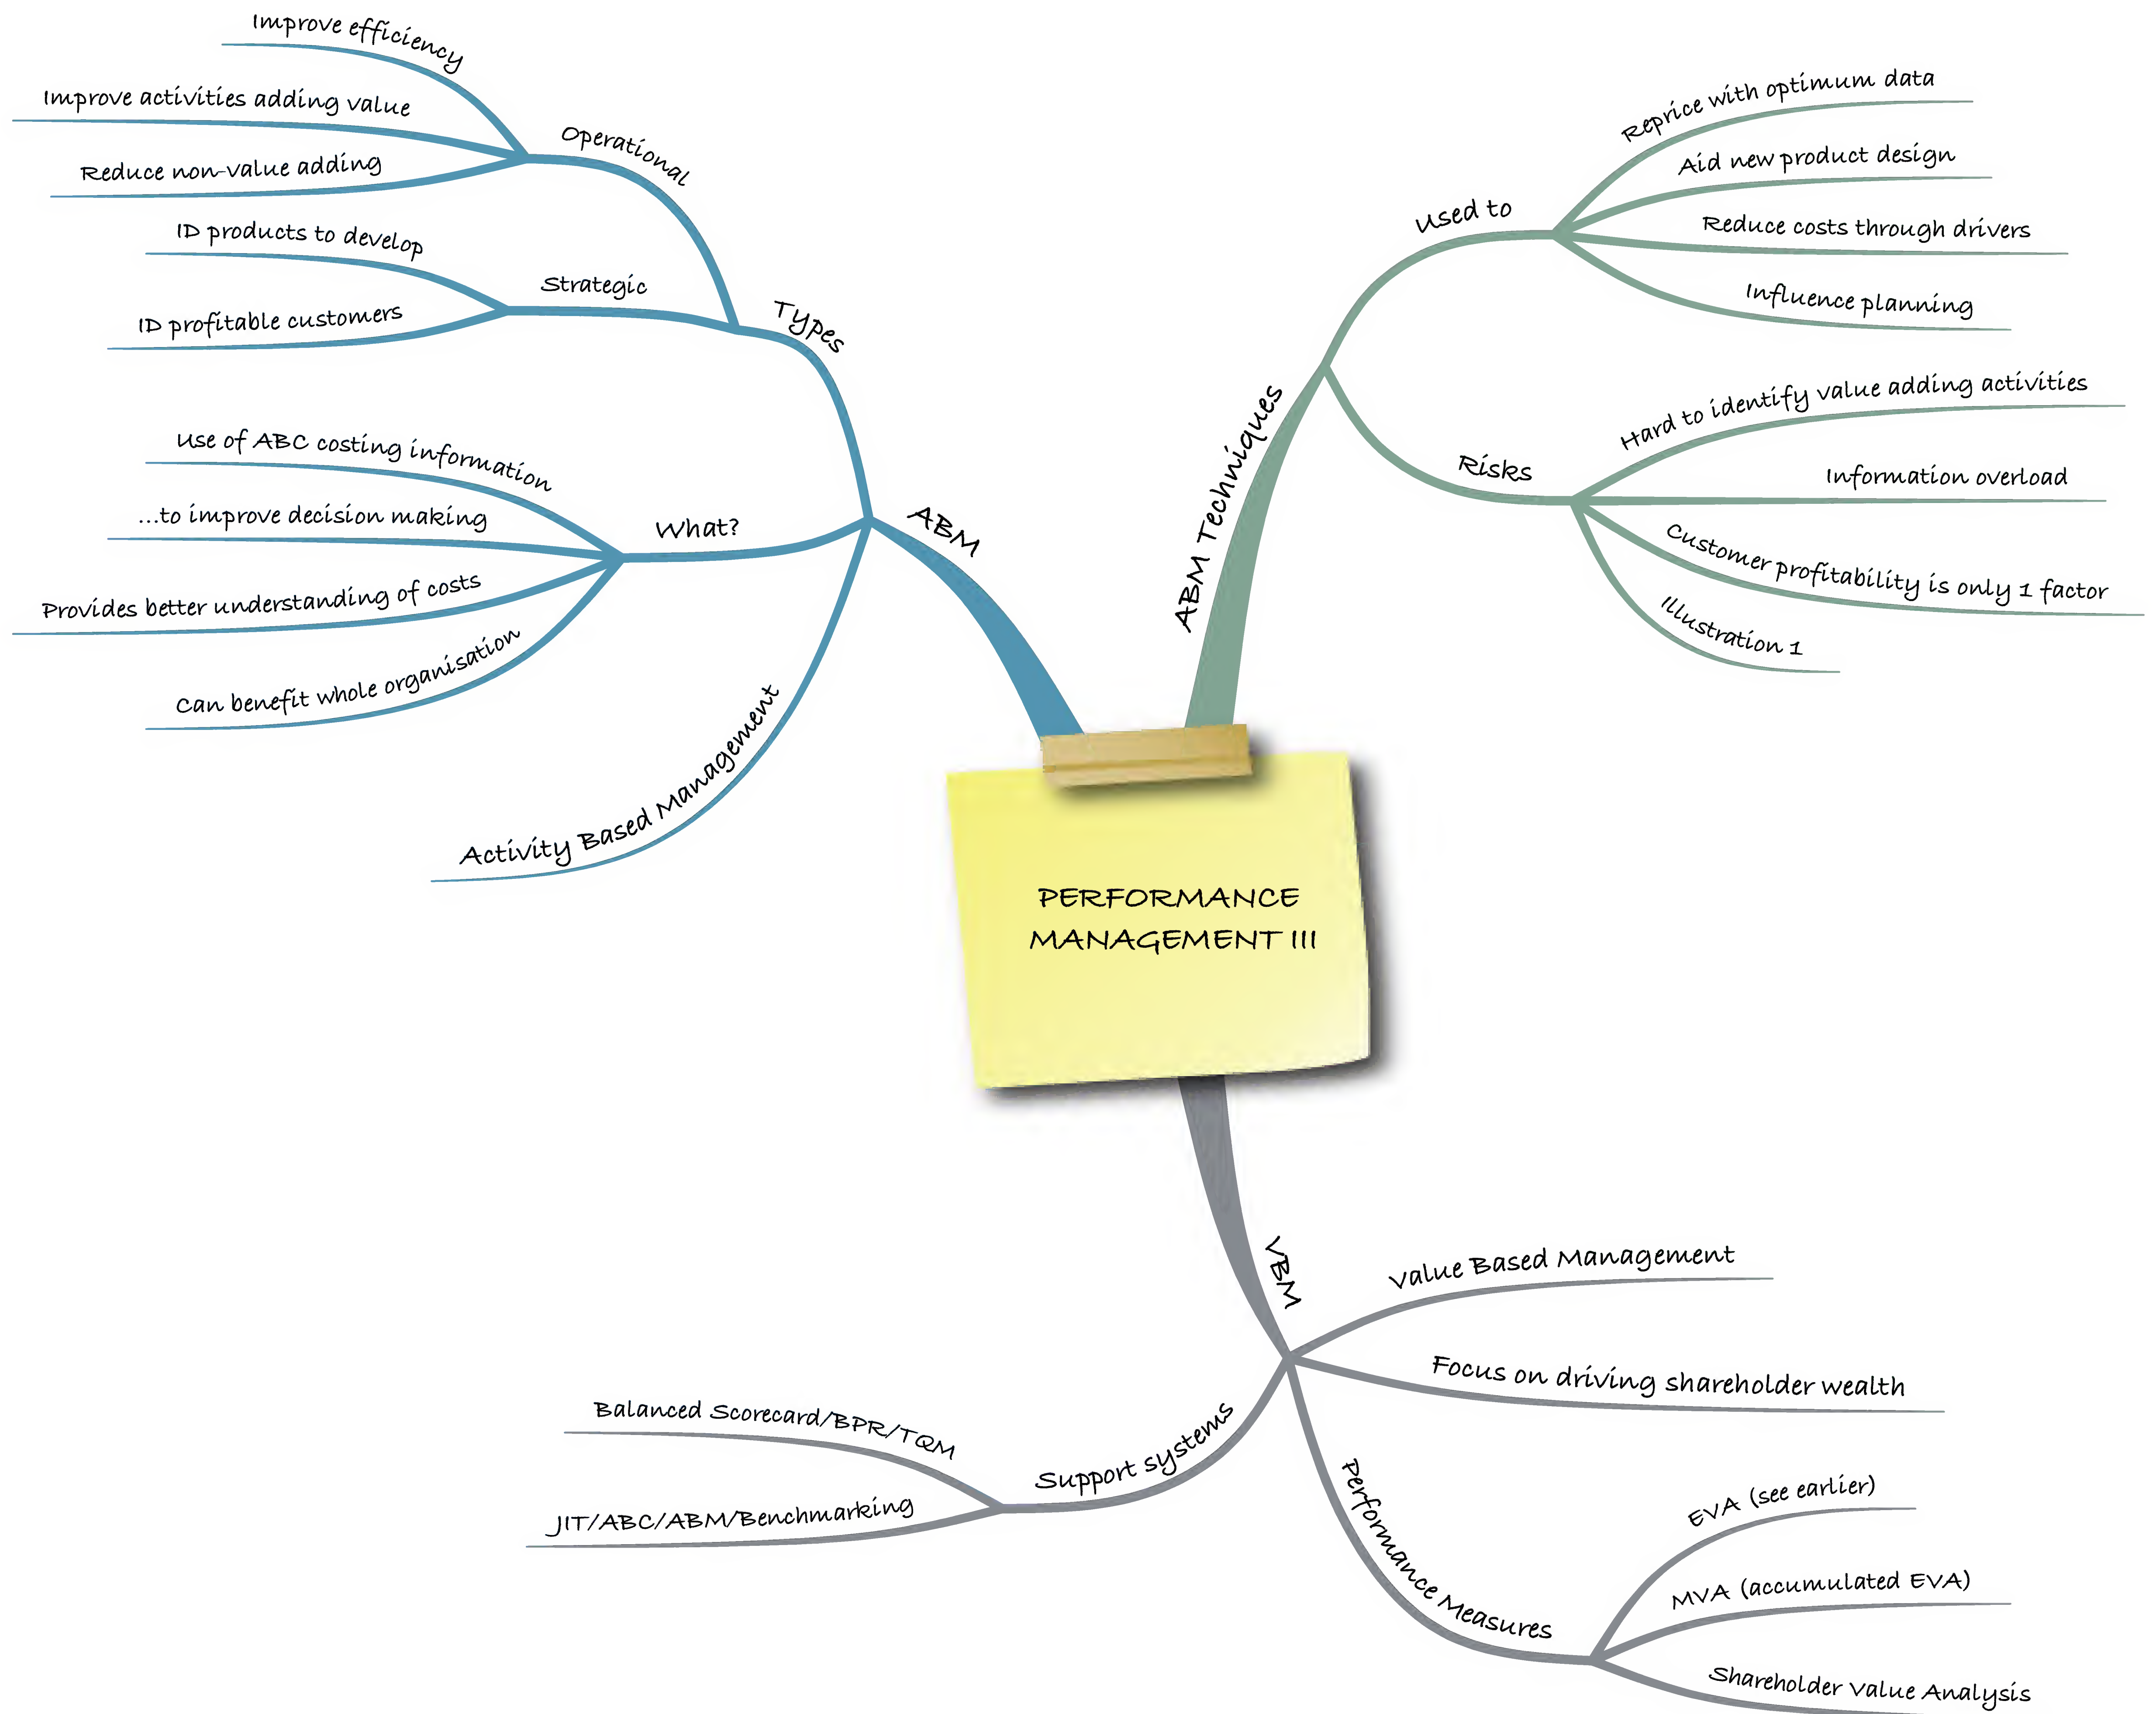 Improve efficiency
Improve activities adding value
Reduce non-value adding
Operational
ID products to develop
ID profitable customers
Strategic
Types
Use of ABC costing information
...to improve decision making
Provides better understanding of costs
Can benefit whole organisation
What?
ABM
Activity Based Management
ABM Techniques
Used to
Reprice with optimum data
Aid new product design
Reduce costs through drivers
Influence planning
Risks
Hard to identify value adding activities
Information overload
Customer profitability is only 1 factor
Illustration 1
PERFORMANCE
MANAGEMENT III
VBM
Value Based Management
Focus on driving shareholder wealth
Support systems
Balanced Scorecard/BPR/TQM
JIT/ABC/ABM/Benchmarking
Performance Measures
EVA (see earlier)
MVA (accumulated EVA)
Shareholder Value Analysis